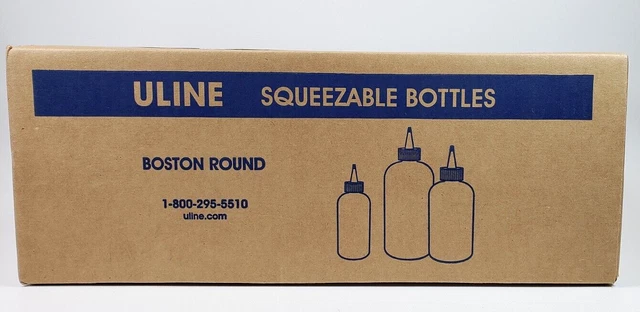 ULINE SQUEEZABLE BOTTLES
BOSTON ROUND
1-800-295-5510
uline.com